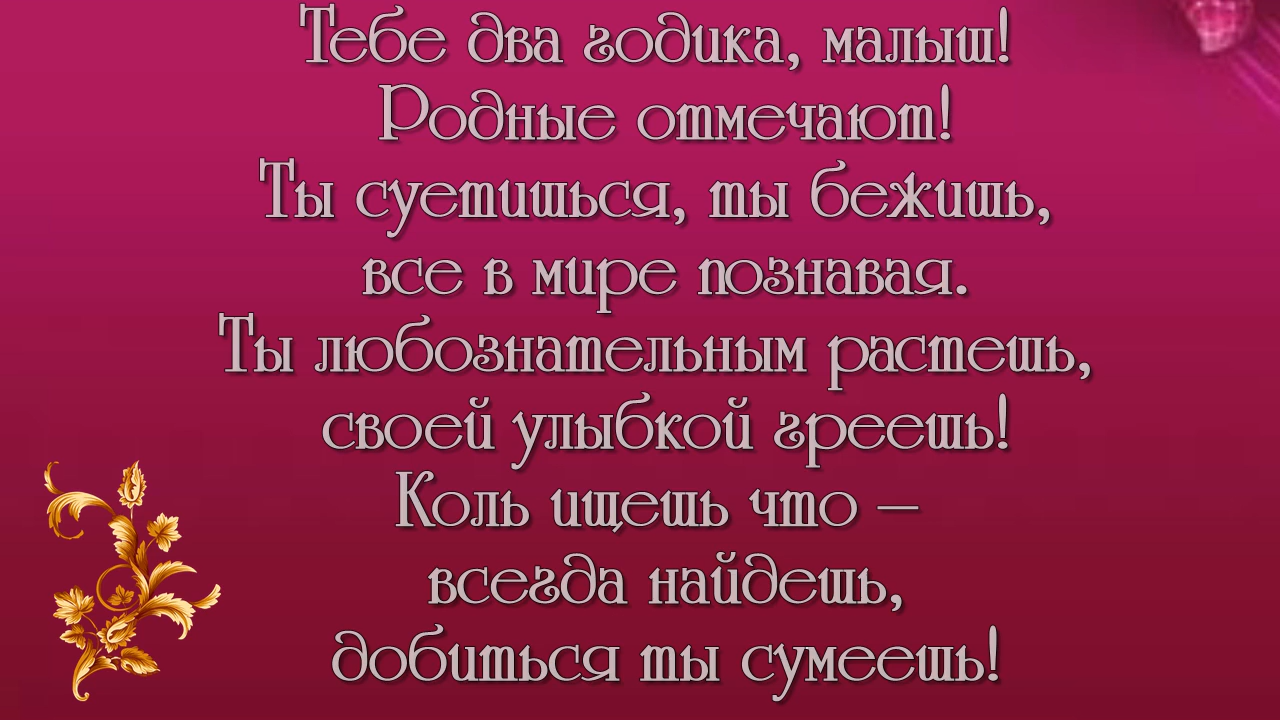 Тебе два годика, малыш!
Родные отмечают!
Ты суетишься, ты бежишь,
все в мире познавая.
Ты любознательным растешь,
своей улыбкой греешь!
Коль ищешь что –
всегда найдешь,
добиться ты сумеешь!